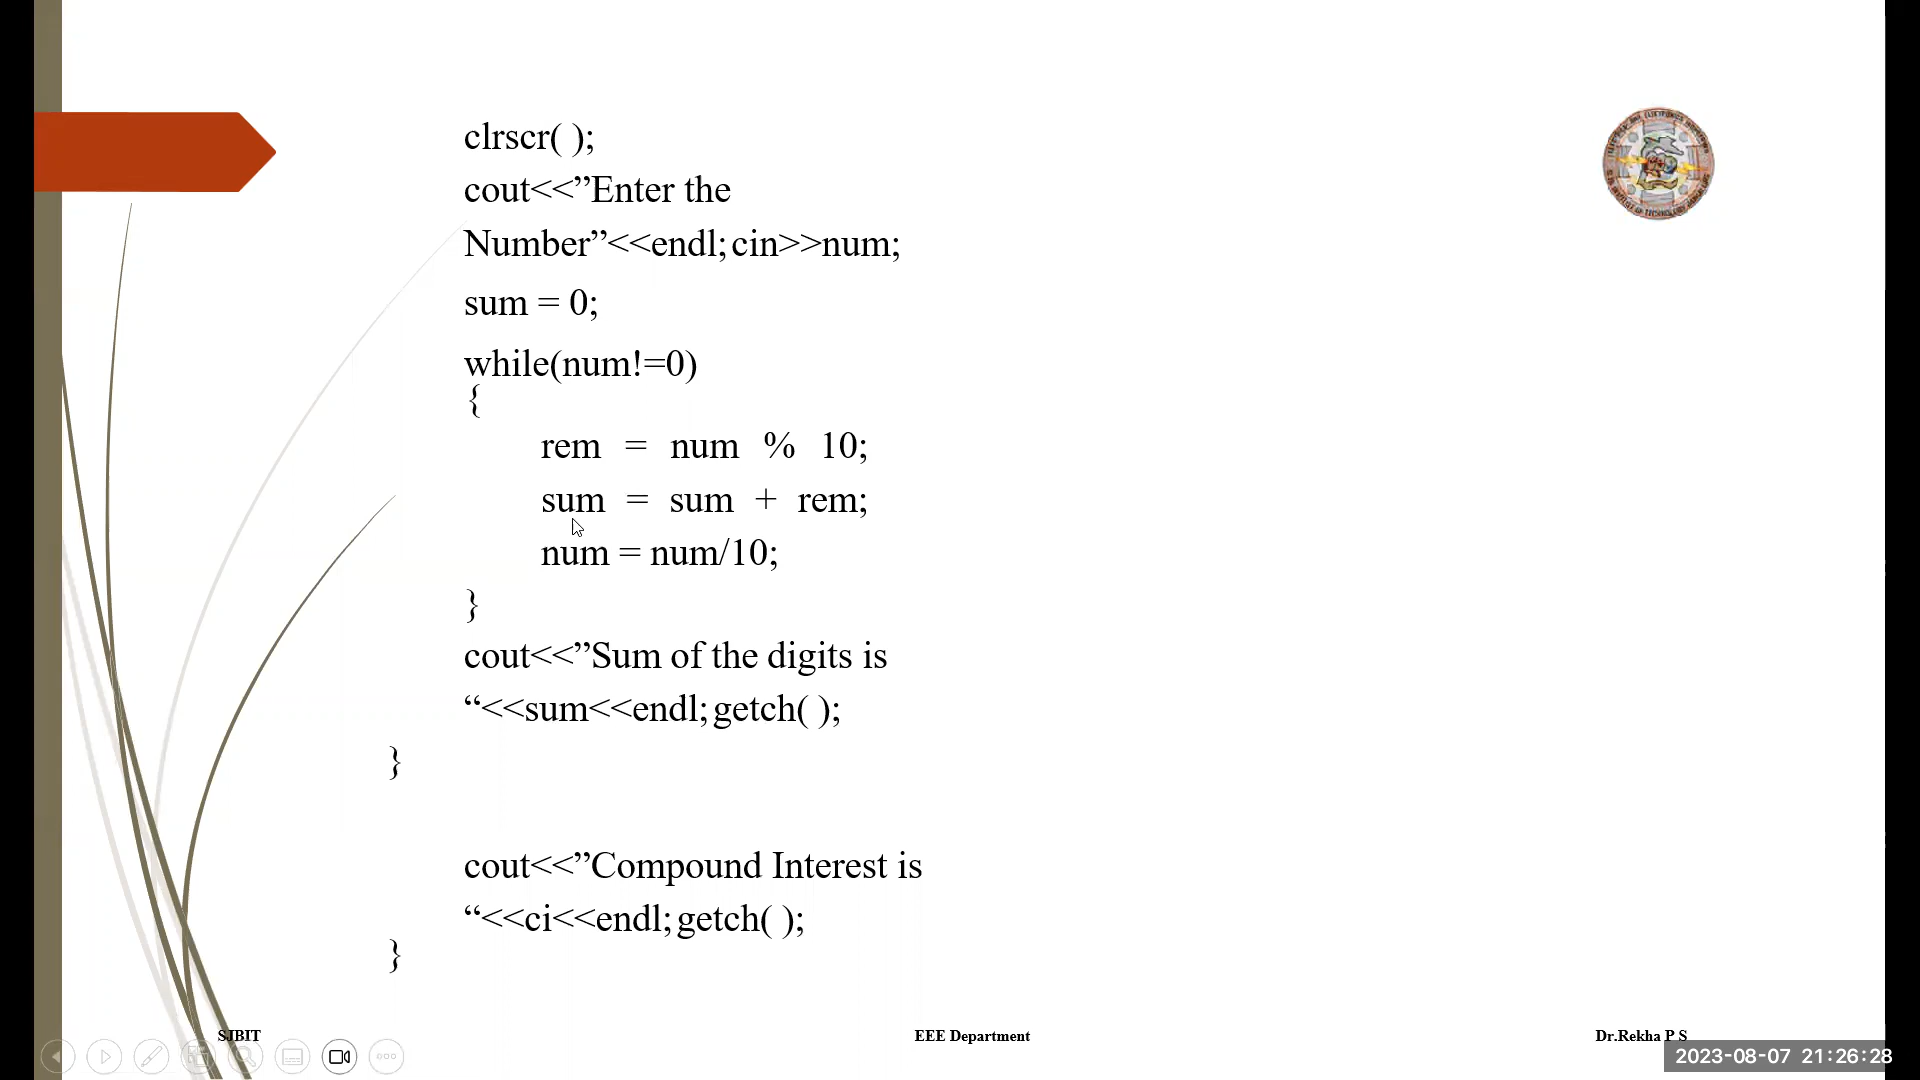 clrscr( );
cout<<”Enter the
Number”<<endl; cin>>num;
sum = 0;
while(num!=0)
{
rem = num % 10;
sum = sum + rem;
num = num/10;
}
cout<<”Sum of the digits is
“<<sum<<endl; getch( );
}
cout<<”Compound Interest is
“<<ci<<endl; getch( );
}
SJBIT EEE Department Dr.Rekha P S
2023-08-07 21:26:28